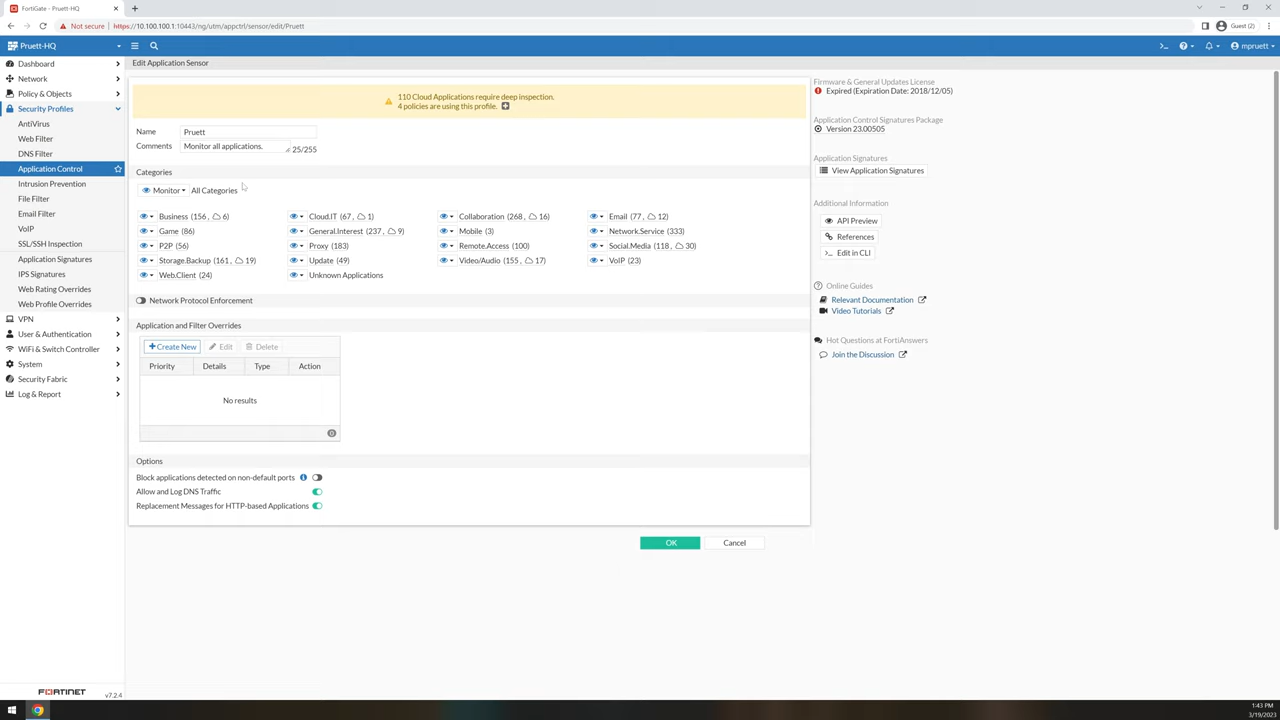 FortiGate - Pruett-HQ
Not secure
https://10.100.100.1:10443/ng/utm/appctrl/sensor/edit/Pruett
Guest (2)
Pruett-HQ
mpruett
Dashboard
Network
Policy & Objects
Security Profiles
AntiVirus
Web Filter
DNS Filter
Application Control
Intrusion Prevention
File Filter
Email Filter
VoIP
SSL/SSH Inspection
Application Signatures
IPS Signatures
Web Rating Overrides
Web Profile Overrides
VPN
User & Authentication
WiFi & Switch Controller
System
Security Fabric
Log & Report
FORTINET
v7.2.4
Edit Application Sensor
110 Cloud Applications require deep inspection.
4 policies are using this profile.
Name Pruett
Comments Monitor all applications. 25/255
Categories
Monitor All Categories
Business (156, 6) Cloud.IT (67, 1) Collaboration (268, 16) Email (77, 12)
Game (86) General.Interest (237, 9) Mobile (3) Network.Service (333)
P2P (56) Proxy (183) Remote.Access (100) Social.Media (118, 30)
Storage.Backup (161, 19) Update (49) Video/Audio (155, 17) VoIP (23)
Web.Client (24) Unknown Applications
Network Protocol Enforcement
Application and Filter Overrides
+ Create New Edit Delete
Priority Details Type Action
No results
0
Options
Block applications detected on non-default ports
Allow and Log DNS Traffic
Replacement Messages for HTTP-based Applications
OK Cancel
Firmware & General Updates License
Expired (Expiration Date: 2018/12/05)
Application Control Signatures Package
Version 23.00505
Application Signatures
View Application Signatures
Additional Information
API Preview
References
Edit in CLI
Online Guides
Relevant Documentation
Video Tutorials
Hot Questions at FortiAnswers
Join the Discussion
1:43 PM
3/19/2023